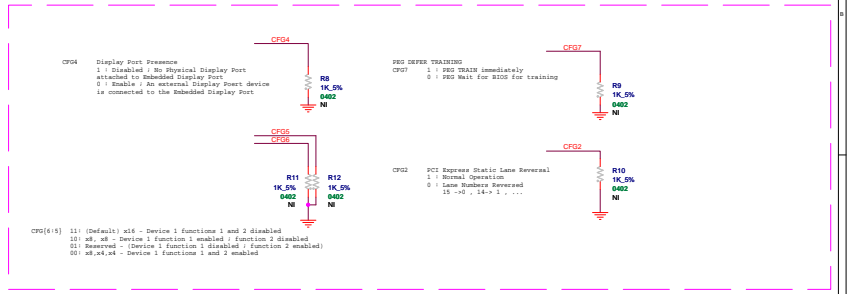 CFG4
CFG4 Display Port Presence
1 : Disabled ; No Physical Display Port
attached to Embedded Display Port
0 : Enable ; An external Display Poert device
is connected to the Embedded Display Port
R8
1K_5%
0402
NI
CFG7
PEG DEFER TRAINING
CFG7 1 : PEG TRAIN immediately
0 : PEG Wait for BIOS for training
R9
1K_5%
0402
NI
CFG5
CFG6
R11
1K_5%
0402
NI
R12
1K_5%
0402
NI
CFG2
CFG2 PCI Express Static Lane Reversal
1 : Normal Operation
0 : Lane Numbers Reversed
15 ->0 , 14-> 1 , ...
R10
1K_5%
0402
NI
CFG[6:5] 11: (Default) x16 - Device 1 functions 1 and 2 disabled
10: x8, x8 - Device 1 function 1 enabled ; function 2 disabled
01: Reserved - (Device 1 function 1 disabled ; function 2 enabled)
00: x8,x4,x4 - Device 1 functions 1 and 2 enabled
B